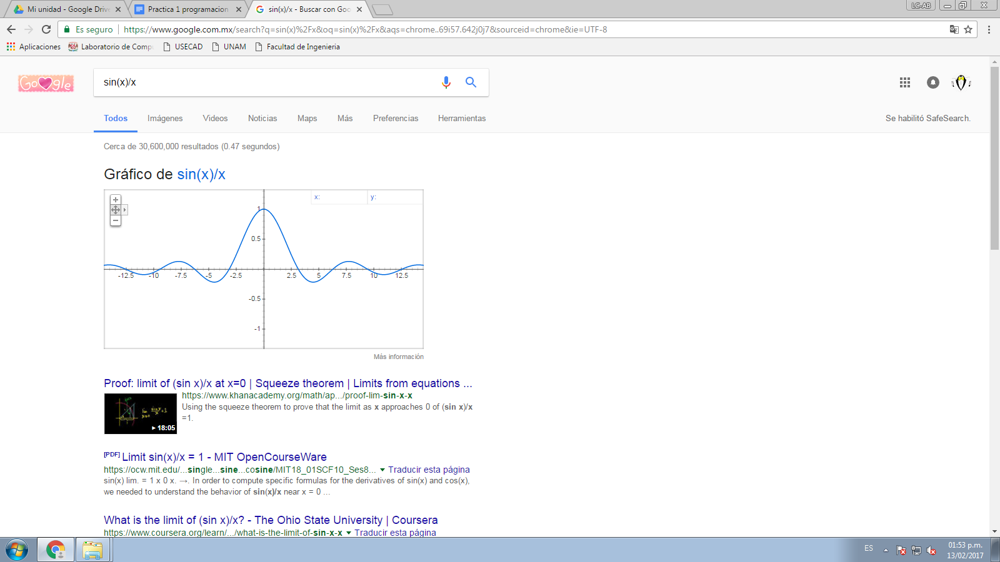 Mi unidad - Google Drive
Practica 1 programacion
sin(x)/x - Buscar con Goo
LC-AB
Es seguro
https://www.google.com.mx/search?q=sin(x)%2Fx&oq=sin(x)%2Fx&aqs=chrome..69i57.642j0j7&sourceid=chrome&ie=UTF-8
Aplicaciones
Laboratorio de Compu
USECAD
UNAM
Facultad de Ingenieria
Google
sin(x)/x
Todos
Imágenes
Videos
Noticias
Maps
Más
Preferencias
Herramientas
Se habilitó SafeSearch.
Cerca de 30,600,000 resultados (0.47 segundos)
Gráfico de sin(x)/x
x:
y:
1
0.5
-12.5 -10 -7.5 -5 -2.5 2.5 5 7.5 10 12.5
-0.5
-1
Más información
Proof: limit of (sin x)/x at x=0 | Squeeze theorem | Limits from equations ...
https://www.khanacademy.org/math/ap.../proof-lim-sin-x-x
Using the squeeze theorem to prove that the limit as x approaches 0 of (sin x)/x
=1.
18:05
[PDF] Limit sin(x)/x = 1 - MIT OpenCourseWare
https://ocw.mit.edu/...single...sine...cosine/MIT18_01SCF10_Ses8... Traducir esta página
sin(x) lim. = 1 x 0 x. →. In order to compute specific formulas for the derivatives of sin(x) and cos(x),
we needed to understand the behavior of sin(x)/x near x = 0 ...
What is the limit of (sin x)/x? - The Ohio State University | Coursera
https://www.coursera.org/learn/.../what-is-the-limit-of-sin-x-x Traducir esta página
ES
01:53 p.m.
13/02/2017